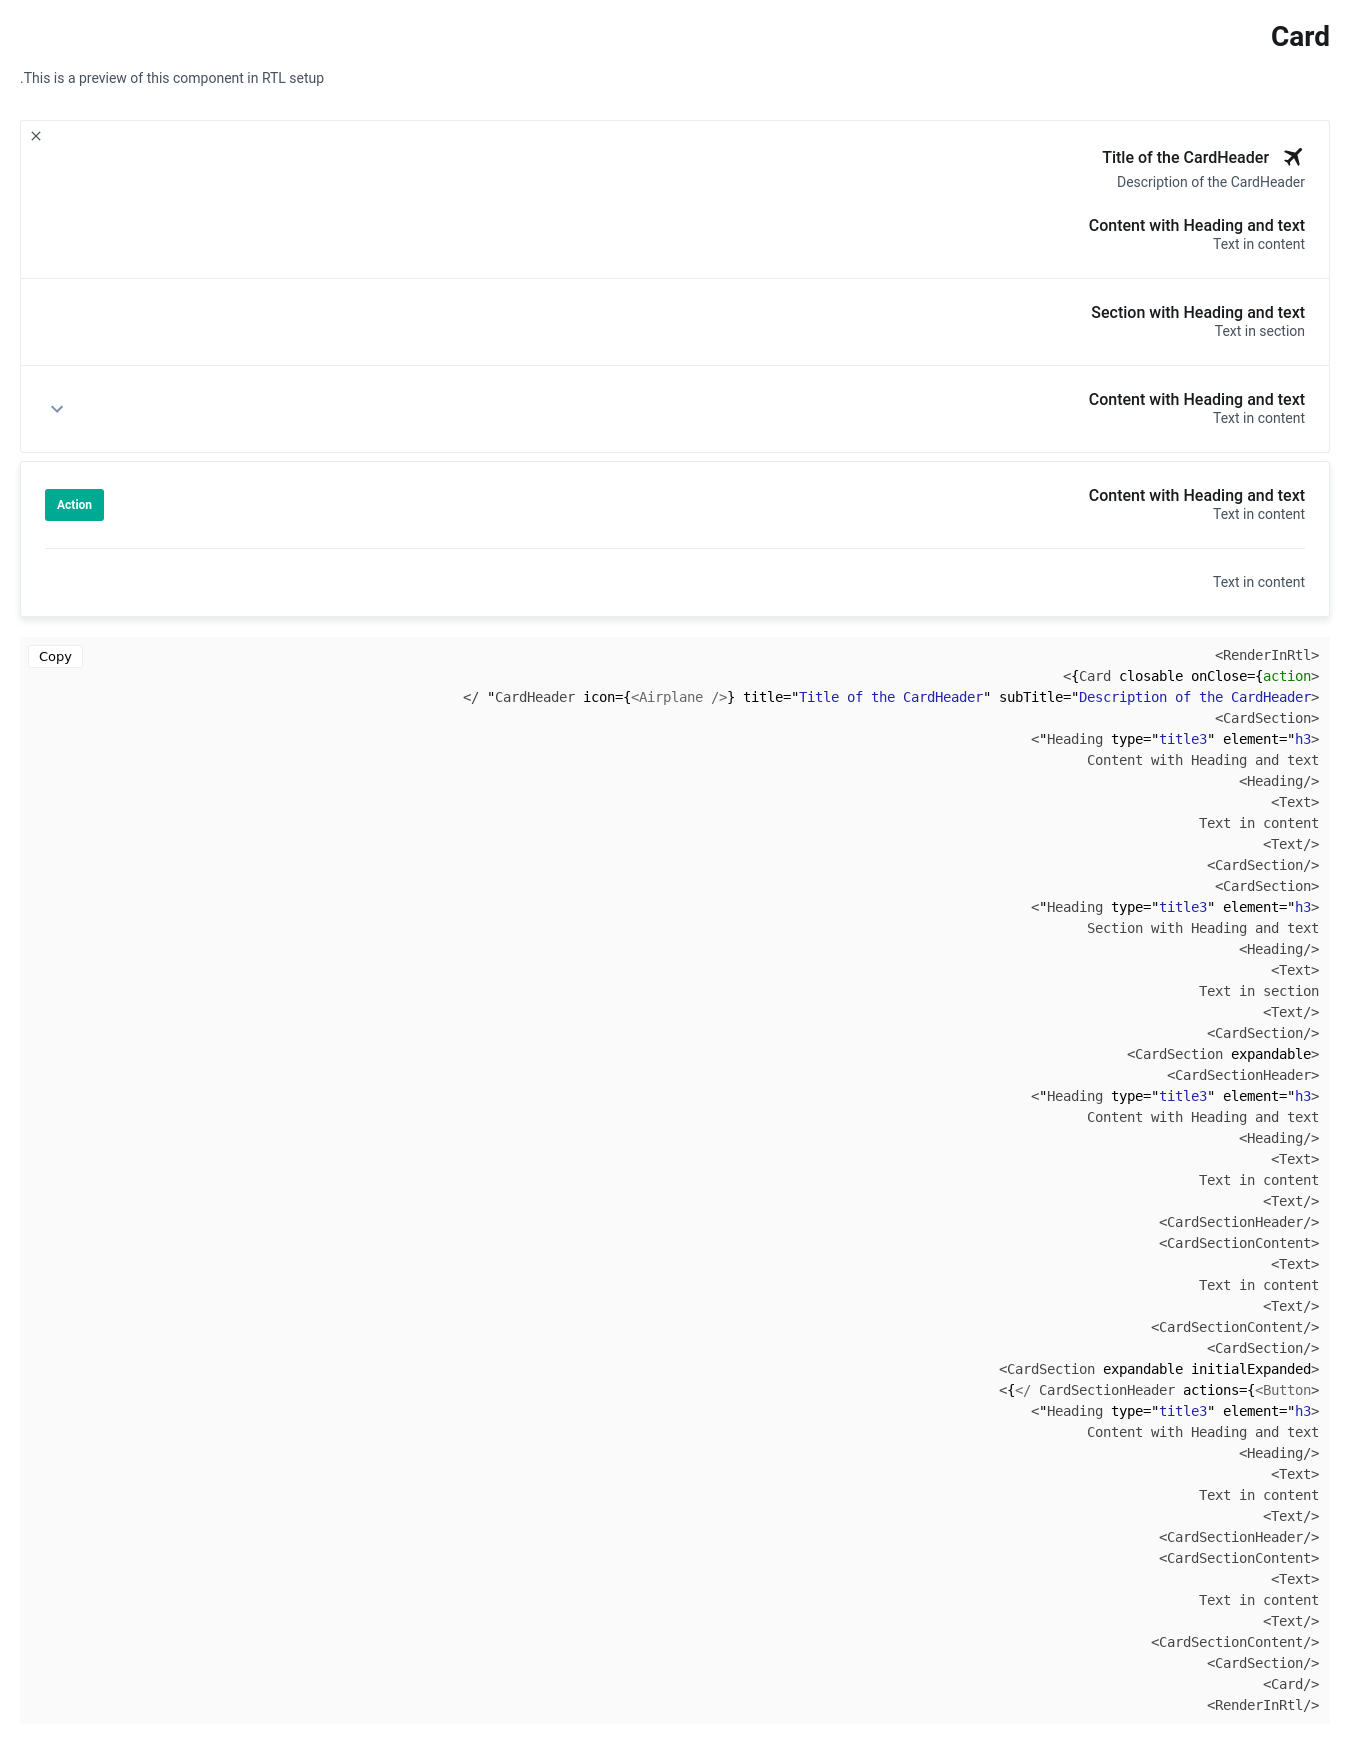 Card
.This is a preview of this component in RTL setup
Title of the CardHeader
Description of the CardHeader
Content with Heading and text
Text in content
Section with Heading and text
Text in section
Content with Heading and text
Text in content
Content with Heading and text
Action
Text in content
Text in content
Copy
<RenderInRtl>
<{Card closable onClose={action>
</ "CardHeader icon={<Airplane />} title="Title of the CardHeader" subTitle="Description of the CardHeader>
<CardSection>
<"Heading type="title3" element="h3>
Content with Heading and text
<Heading/>
<Text>
Text in content
<Text/>
<CardSection/>
<CardSection>
<"Heading type="title3" element="h3>
Section with Heading and text
<Heading/>
<Text>
Text in section
<Text/>
<CardSection/>
<CardSection expandable>
<CardSectionHeader>
<"Heading type="title3" element="h3>
Content with Heading and text
<Heading/>
<Text>
Text in content
<Text/>
<CardSectionHeader/>
<CardSectionContent>
<Text>
Text in content
<Text/>
<CardSectionContent/>
<CardSection/>
<CardSection expandable initialExpanded>
<{</ CardSectionHeader actions={<Button>
<"Heading type="title3" element="h3>
Content with Heading and text
<Heading/>
<Text>
Text in content
<Text/>
<CardSectionHeader/>
<CardSectionContent>
<Text>
Text in content
<Text/>
<CardSectionContent/>
<CardSection/>
<Card/>
<RenderInRtl/>